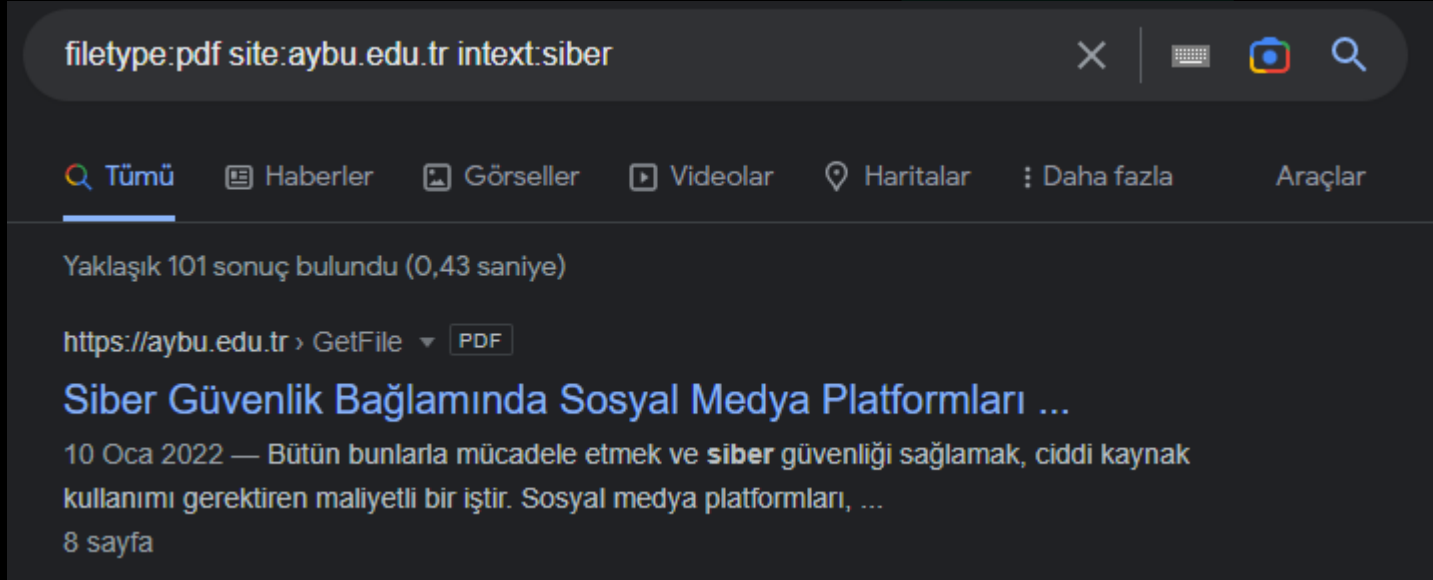 filetype:pdf site:aybu.edu.tr intext:siber
Tümü Haberler Görseller Videolar Haritalar Daha fazla Araçlar
Yaklaşık 101 sonuç bulundu (0,43 saniye)
https://aybu.edu.tr › GetFile PDF
Siber Güvenlik Bağlamında Sosyal Medya Platformları ...
10 Oca 2022 — Bütün bunlarla mücadele etmek ve siber güvenliği sağlamak, ciddi kaynak
kullanımı gerektiren maliyetli bir iştir. Sosyal medya platformları, ...
8 sayfa